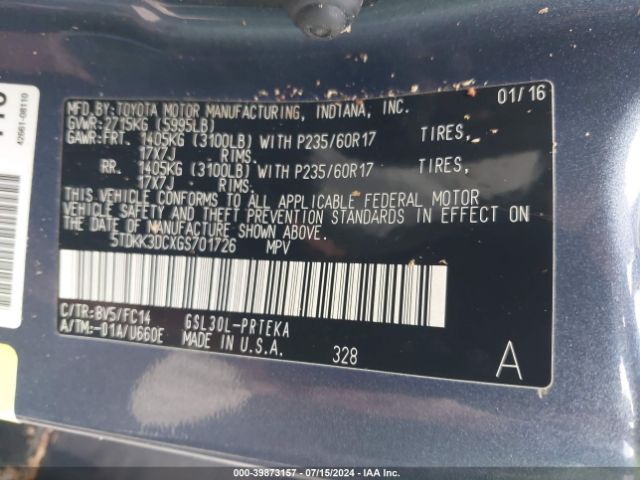 MFD.BY:TOYOTA MOTOR MANUFACTURING, INDIANA, INC. 01/16
GVWR:2715KG (5995LB)
GAWR:FRT. 1405KG (3100LB) WITH P235/60R17 TIRES,
17X7J RIMS.
RR. 1405KG (3100LB) WITH P235/60R17 TIRES,
17X7J RIMS.
THIS VEHICLE CONFORMS TO ALL APPLICABLE FEDERAL MOTOR
VEHICLE SAFETY AND THEFT PREVENTION STANDARDS IN EFFECT ON
THE DATE OF MANUFACTURE SHOWN ABOVE.
5TDKK3DCXGS701726 MPV
C/TR:BV5/FC14 GSL30L-PRTEKA
A/TM:-01A/U660E MADE IN U.S.A. 328 A
42661-08110
000-39873157 - 07/15/2024 - IAA Inc.